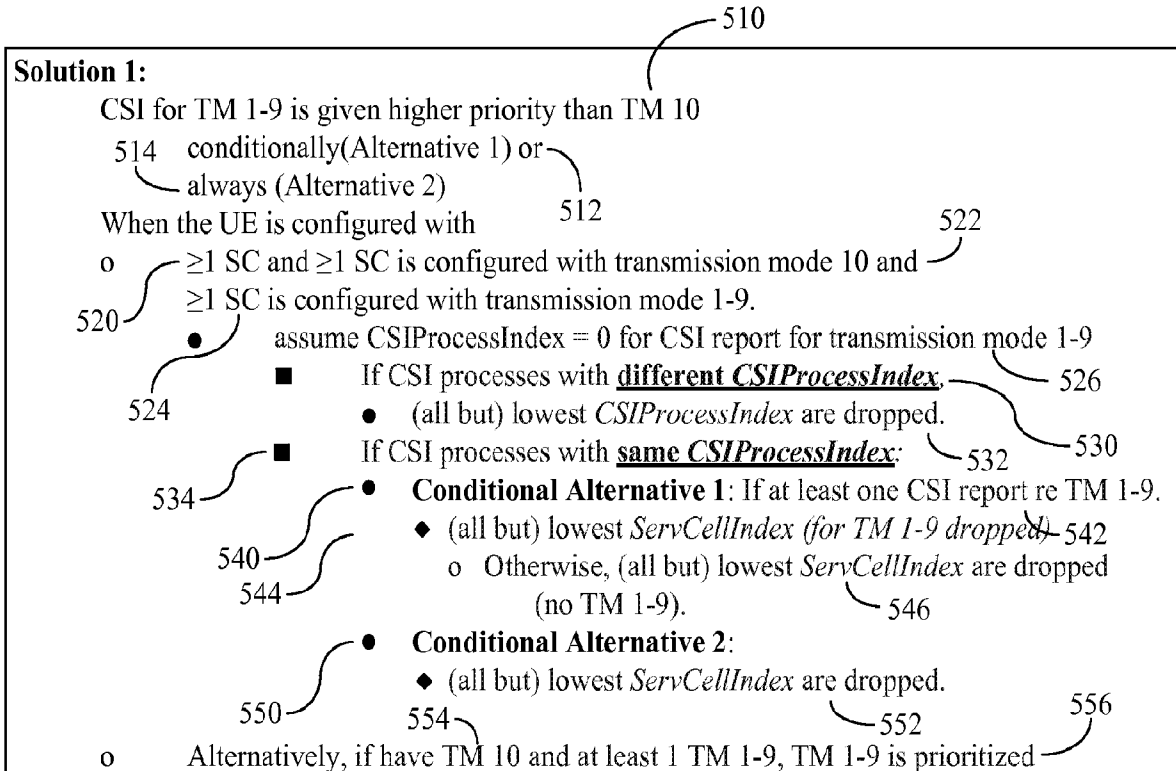 510
Solution 1:
CSI for TM 1-9 is given higher priority than TM 10
514 conditionally(Alternative 1) or
always (Alternative 2)
When the UE is configured with 512 522
o ≥1 SC and ≥1 SC is configured with transmission mode 10 and
≥1 SC is configured with transmission mode 1-9.
520
● assume CSIProcessIndex = 0 for CSI report for transmission mode 1-9
■ If CSI processes with different CSIProcessIndex, 526
524
● (all but) lowest CSIProcessIndex are dropped.
530
■ If CSI processes with same CSIProcessIndex: 532
534
● Conditional Alternative 1: If at least one CSI report re TM 1-9.
◆ (all but) lowest ServCellIndex (for TM 1-9 dropped) 542
540
o Otherwise, (all but) lowest ServCellIndex are dropped
544
(no TM 1-9). 546
● Conditional Alternative 2:
◆ (all but) lowest ServCellIndex are dropped.
550 554 552 556
o Alternatively, if have TM 10 and at least 1 TM 1-9, TM 1-9 is prioritized